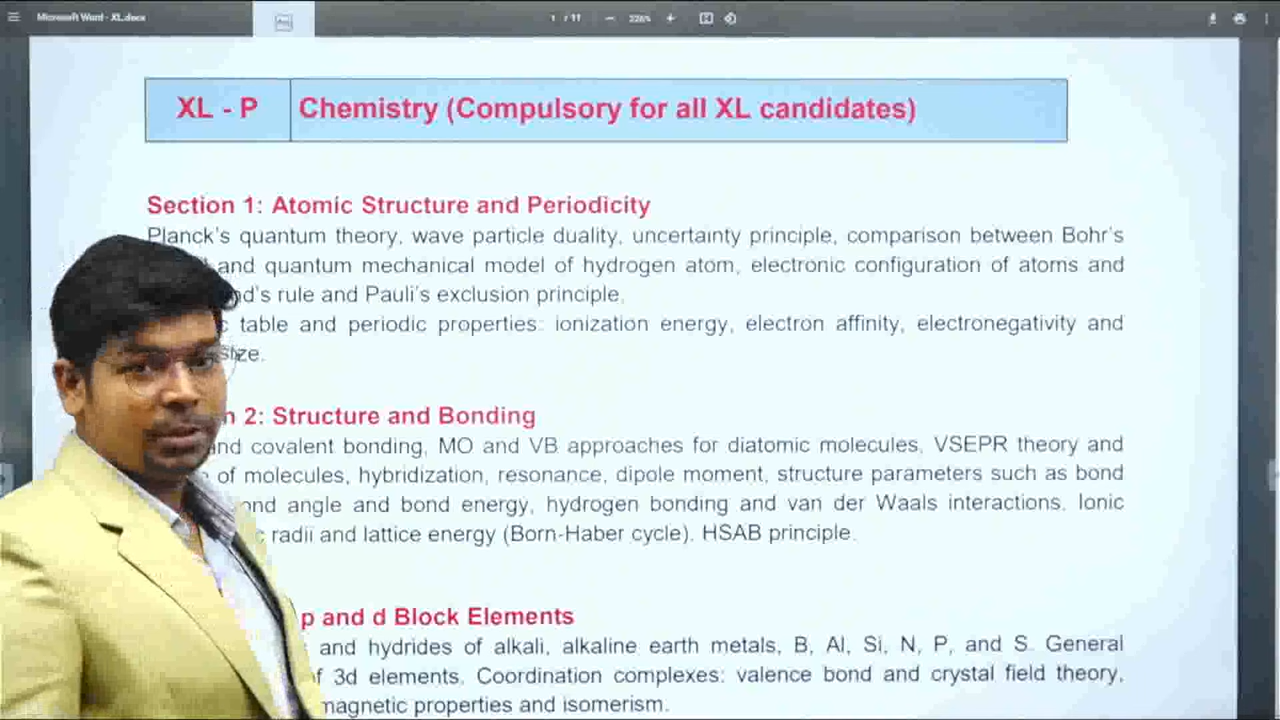 Microsoft Word - XL.docx
1 / 11
226%
XL - P Chemistry (Compulsory for all XL candidates)
Section 1: Atomic Structure and Periodicity
Planck's quantum theory, wave particle duality, uncertainty principle, comparison between Bohr's
and quantum mechanical model of hydrogen atom, electronic configuration of atoms and
nd's rule and Pauli's exclusion principle.
c table and periodic properties: ionization energy, electron affinity, electronegativity and
size.
n 2: Structure and Bonding
nd covalent bonding, MO and VB approaches for diatomic molecules, VSEPR theory and
of molecules, hybridization, resonance, dipole moment, structure parameters such as bond
ond angle and bond energy, hydrogen bonding and van der Waals interactions. Ionic
c radii and lattice energy (Born-Haber cycle). HSAB principle.
p and d Block Elements
and hydrides of alkali, alkaline earth metals, B, Al, Si, N, P, and S. General
f 3d elements. Coordination complexes: valence bond and crystal field theory,
magnetic properties and isomerism.